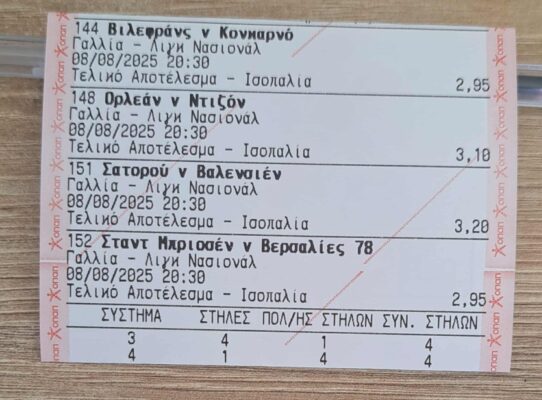 144 Βιλεφράνς v Κονκαρνό
Γαλλία - Λιγκ Νασιονάλ
08/08/2025 20:30
Τελικό Αποτέλεσμα - Ισοπαλία 2,95
148 Ορλεάν v Ντιζόν
Γαλλία - Λιγκ Νασιονάλ
08/08/2025 20:30
Τελικό Αποτέλεσμα - Ισοπαλία 3,10
151 Σατορού v Βαλενσιέν
Γαλλία - Λιγκ Νασιονάλ
08/08/2025 20:30
Τελικό Αποτέλεσμα - Ισοπαλία 3,20
152 Σταντ Μπριοσέν v Βερσαλίες 78
Γαλλία - Λιγκ Νασιονάλ
08/08/2025 20:30
Τελικό Αποτέλεσμα - Ισοπαλία 2,95
ΣΥΣΤΗΜΑ ΣΤΗΛΕΣ ΠΟΛ/ΗΣ ΣΤΗΛΩΝ ΣΥΝ. ΣΤΗΛΩΝ
3 4 1 4
4 1 4 4